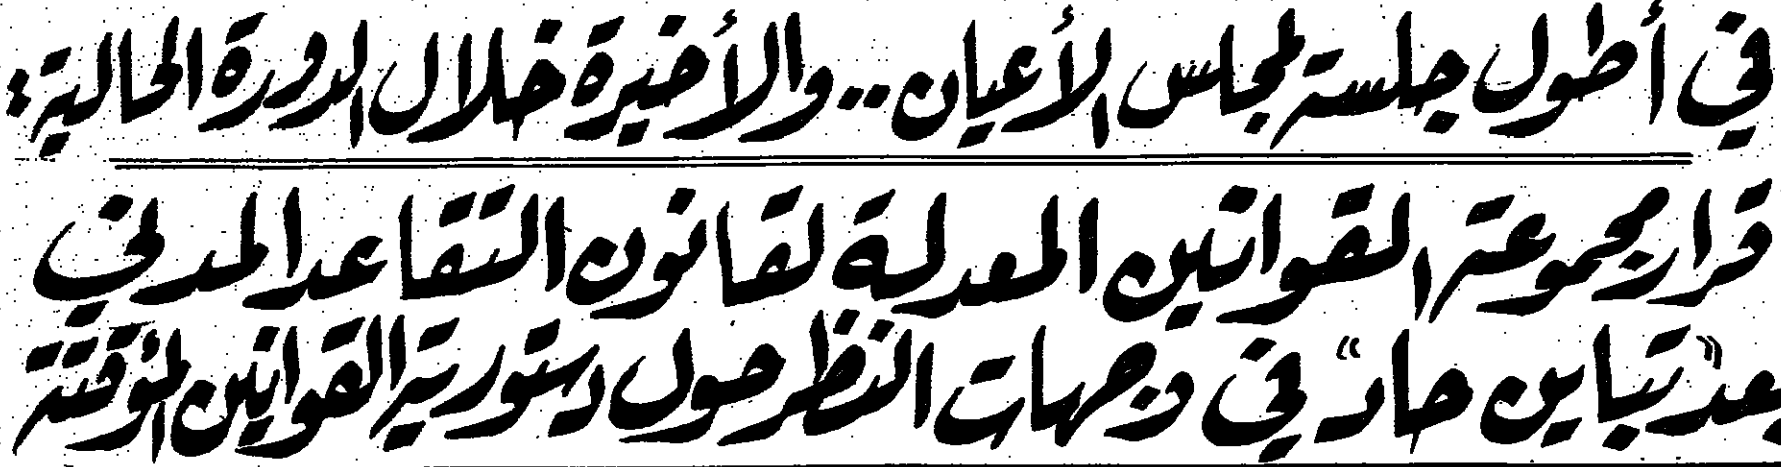 في أطول جلسة لمجلس الأعيان .. والأخيرة خلال الدورة الحالية :
قرار مجموعة القوانين المعدلة لقانون التقاعد المدني
بعد "تباين حاد" في وجهات النظر حول دستورية القوانين المؤقتة